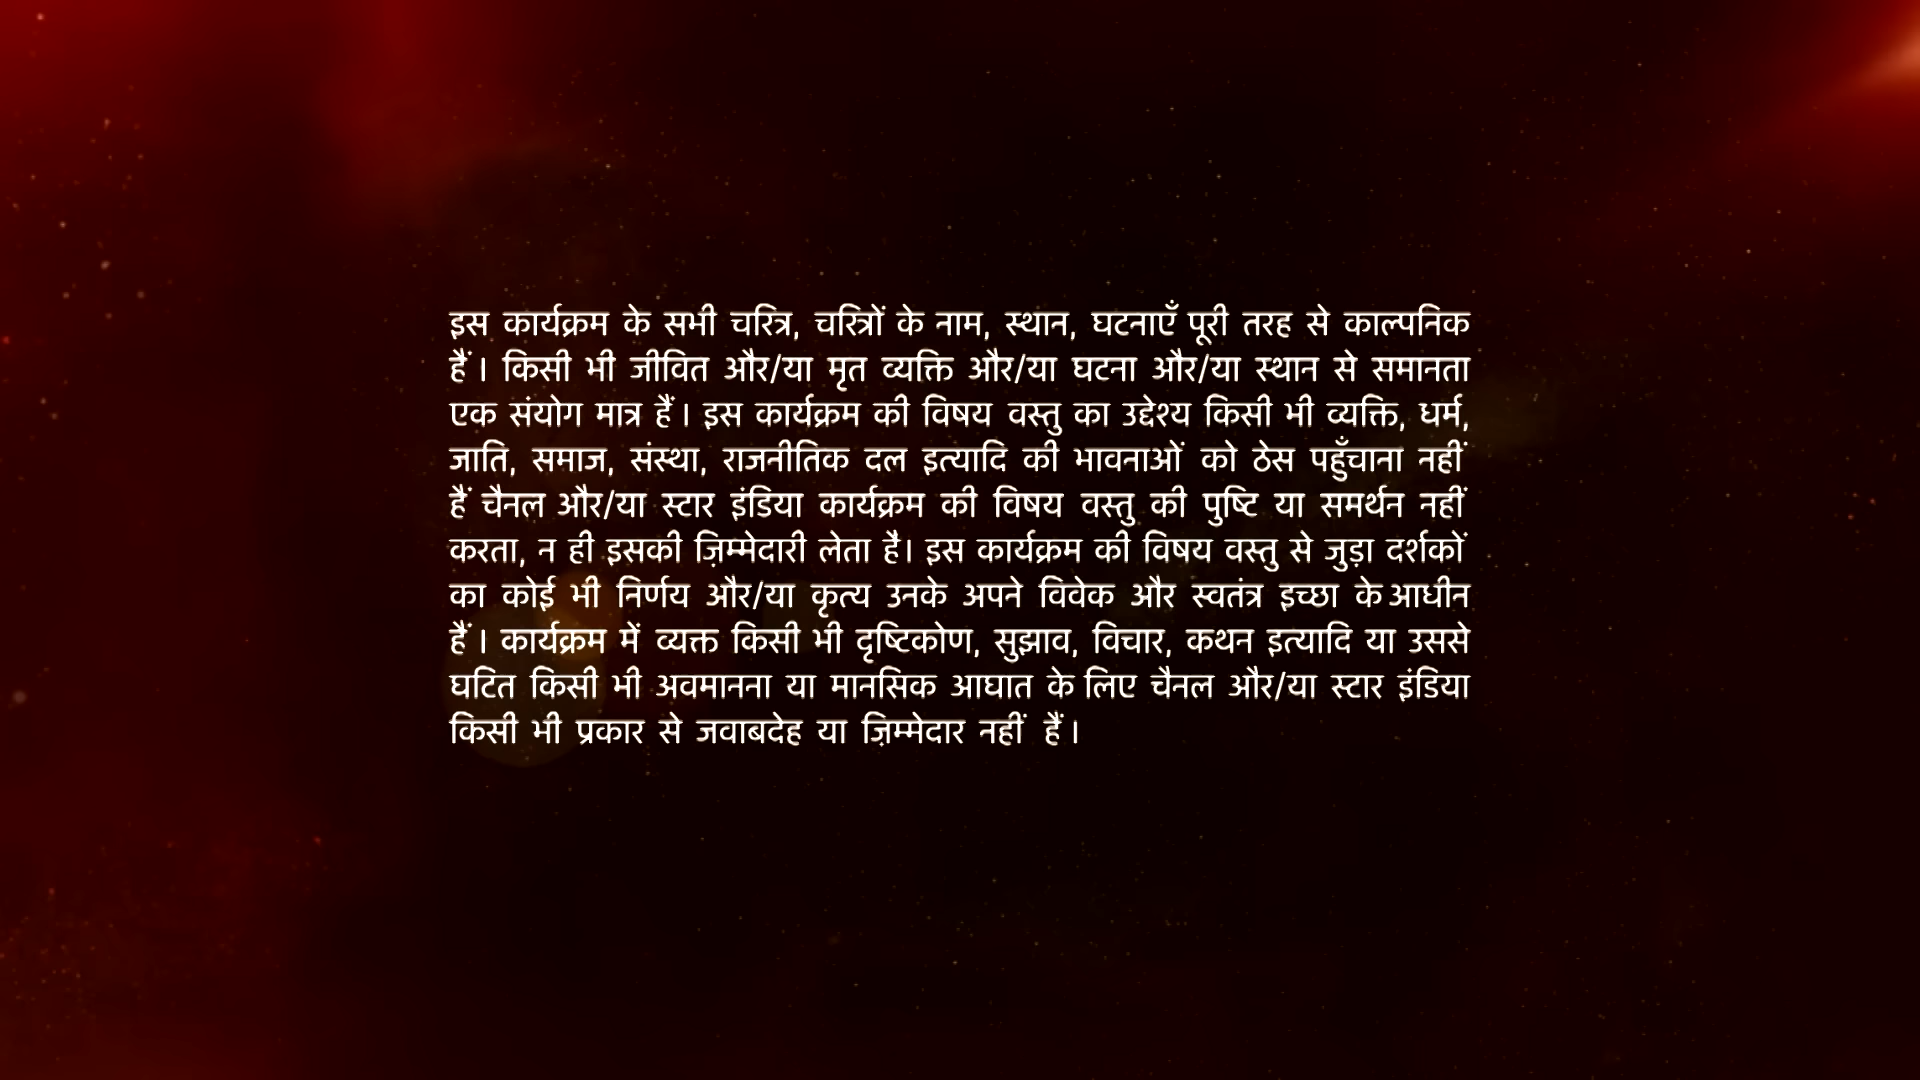 इस कार्यक्रम के सभी चरित्र, चरित्रों के नाम, स्थान, घटनाएँ पूरी तरह से काल्पनिक
हैं । किसी भी जीवित और/या मृत व्यक्ति और/या घटना और/या स्थान से समानता
एक संयोग मात्र हैं । इस कार्यक्रम की विषय वस्तु का उद्देश्य किसी भी व्यक्ति, धर्म,
जाति, समाज, संस्था, राजनीतिक दल इत्यादि की भावनाओं को ठेस पहुँचाना नहीं
हैं चैनल और/या स्टार इंडिया कार्यक्रम की विषय वस्तु की पुष्टि या समर्थन नहीं
करता, न ही इसकी ज़िम्मेदारी लेता है। इस कार्यक्रम की विषय वस्तु से जुड़ा दर्शकों
का कोई भी निर्णय और/या कृत्य उनके अपने विवेक और स्वतंत्र इच्छा के आधीन
हैं । कार्यक्रम में व्यक्त किसी भी दृष्टिकोण, सुझाव, विचार, कथन इत्यादि या उससे
घटित किसी भी अवमानना या मानसिक आघात के लिए चैनल और/या स्टार इंडिया
किसी भी प्रकार से जवाबदेह या ज़िम्मेदार नहीं हैं ।